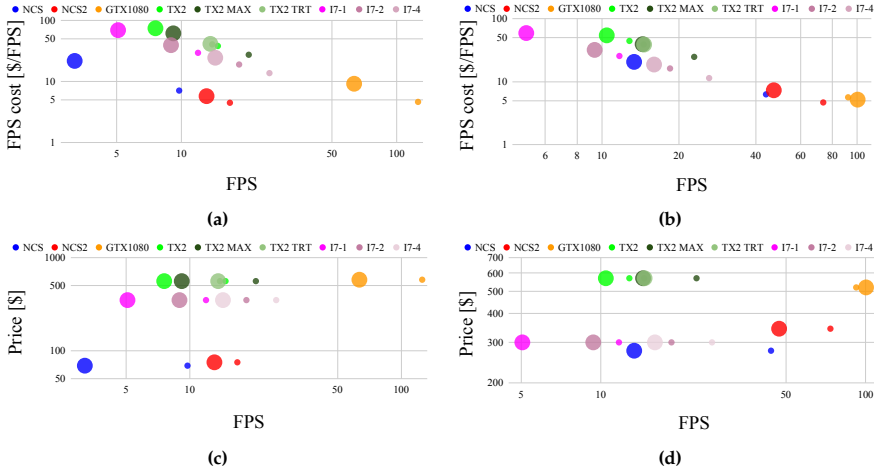 NCS NCS2 GTX1080 TX2 TX2 MAX TX2 TRT I7-1 I7-2 I7-4
FPS cost [$/FPS]
100
50
10
5
1
5 10 50 100
FPS
(a)
NCS NCS2 GTX1080 TX2 TX2 MAX TX2 TRT I7-1 I7-2 I7-4
FPS cost [$/FPS]
100
50
10
5
1
6 8 10 20 40 60 80 100
FPS
(b)
NCS NCS2 GTX1080 TX2 TX2 MAX TX2 TRT I7-1 I7-2 I7-4
Price [$]
1000
500
100
50
5 10 50 100
FPS
(c)
NCS NCS2 GTX1080 TX2 TX2 MAX TX2 TRT I7-1 I7-2 I7-4
Price [$]
700
600
500
400
300
200
5 10 50 100
FPS
(d)